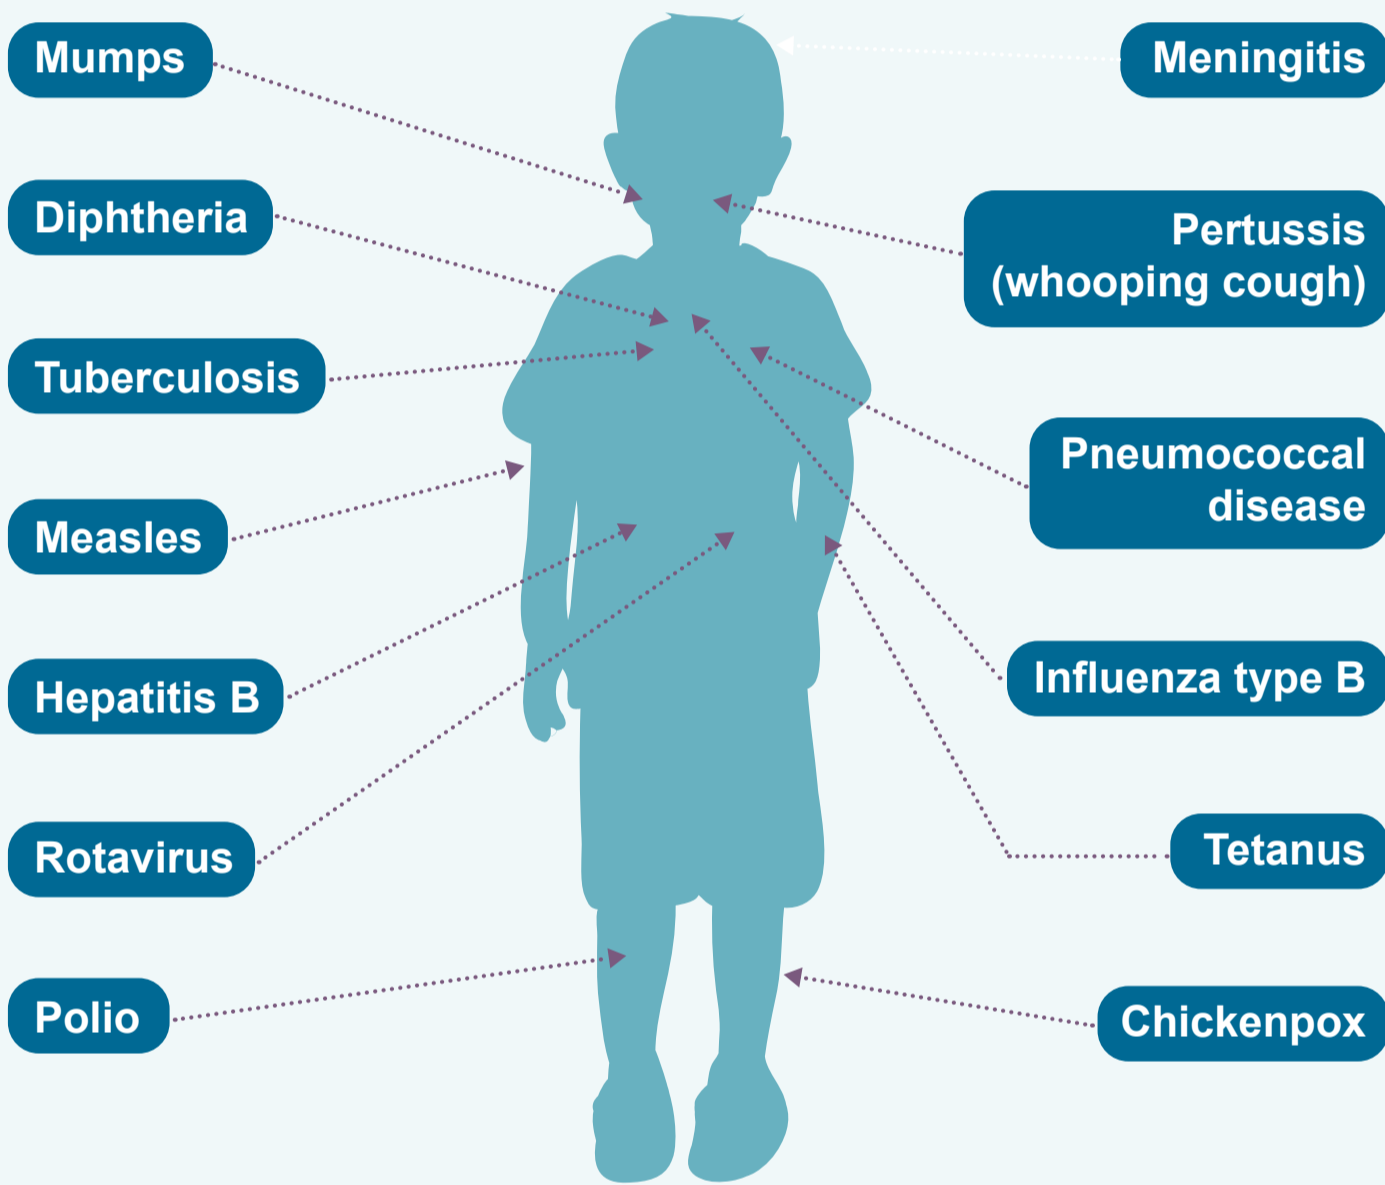 Mumps
Diphtheria
Tuberculosis
Measles
Hepatitis B
Rotavirus
Polio
Meningitis
Pertussis
(whooping cough)
Pneumococcal
disease
Influenza type B
Tetanus
Chickenpox